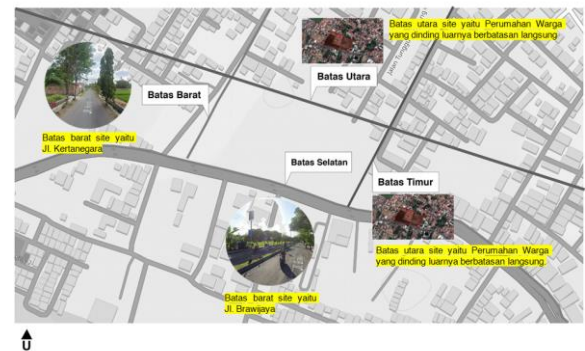 Batas utara site yaitu Perumahan Warga
yang dinding luarnya berbatasan langsung
Batas Utara
Batas Barat
Batas barat site yaitu
Jl. Kertanegara
Batas Selatan
Batas Timur
Batas utara site yaitu Perumahan Warga
yang dinding luarnya berbatasan langsung
Batas barat site yaitu
Jl. Brawijaya
U